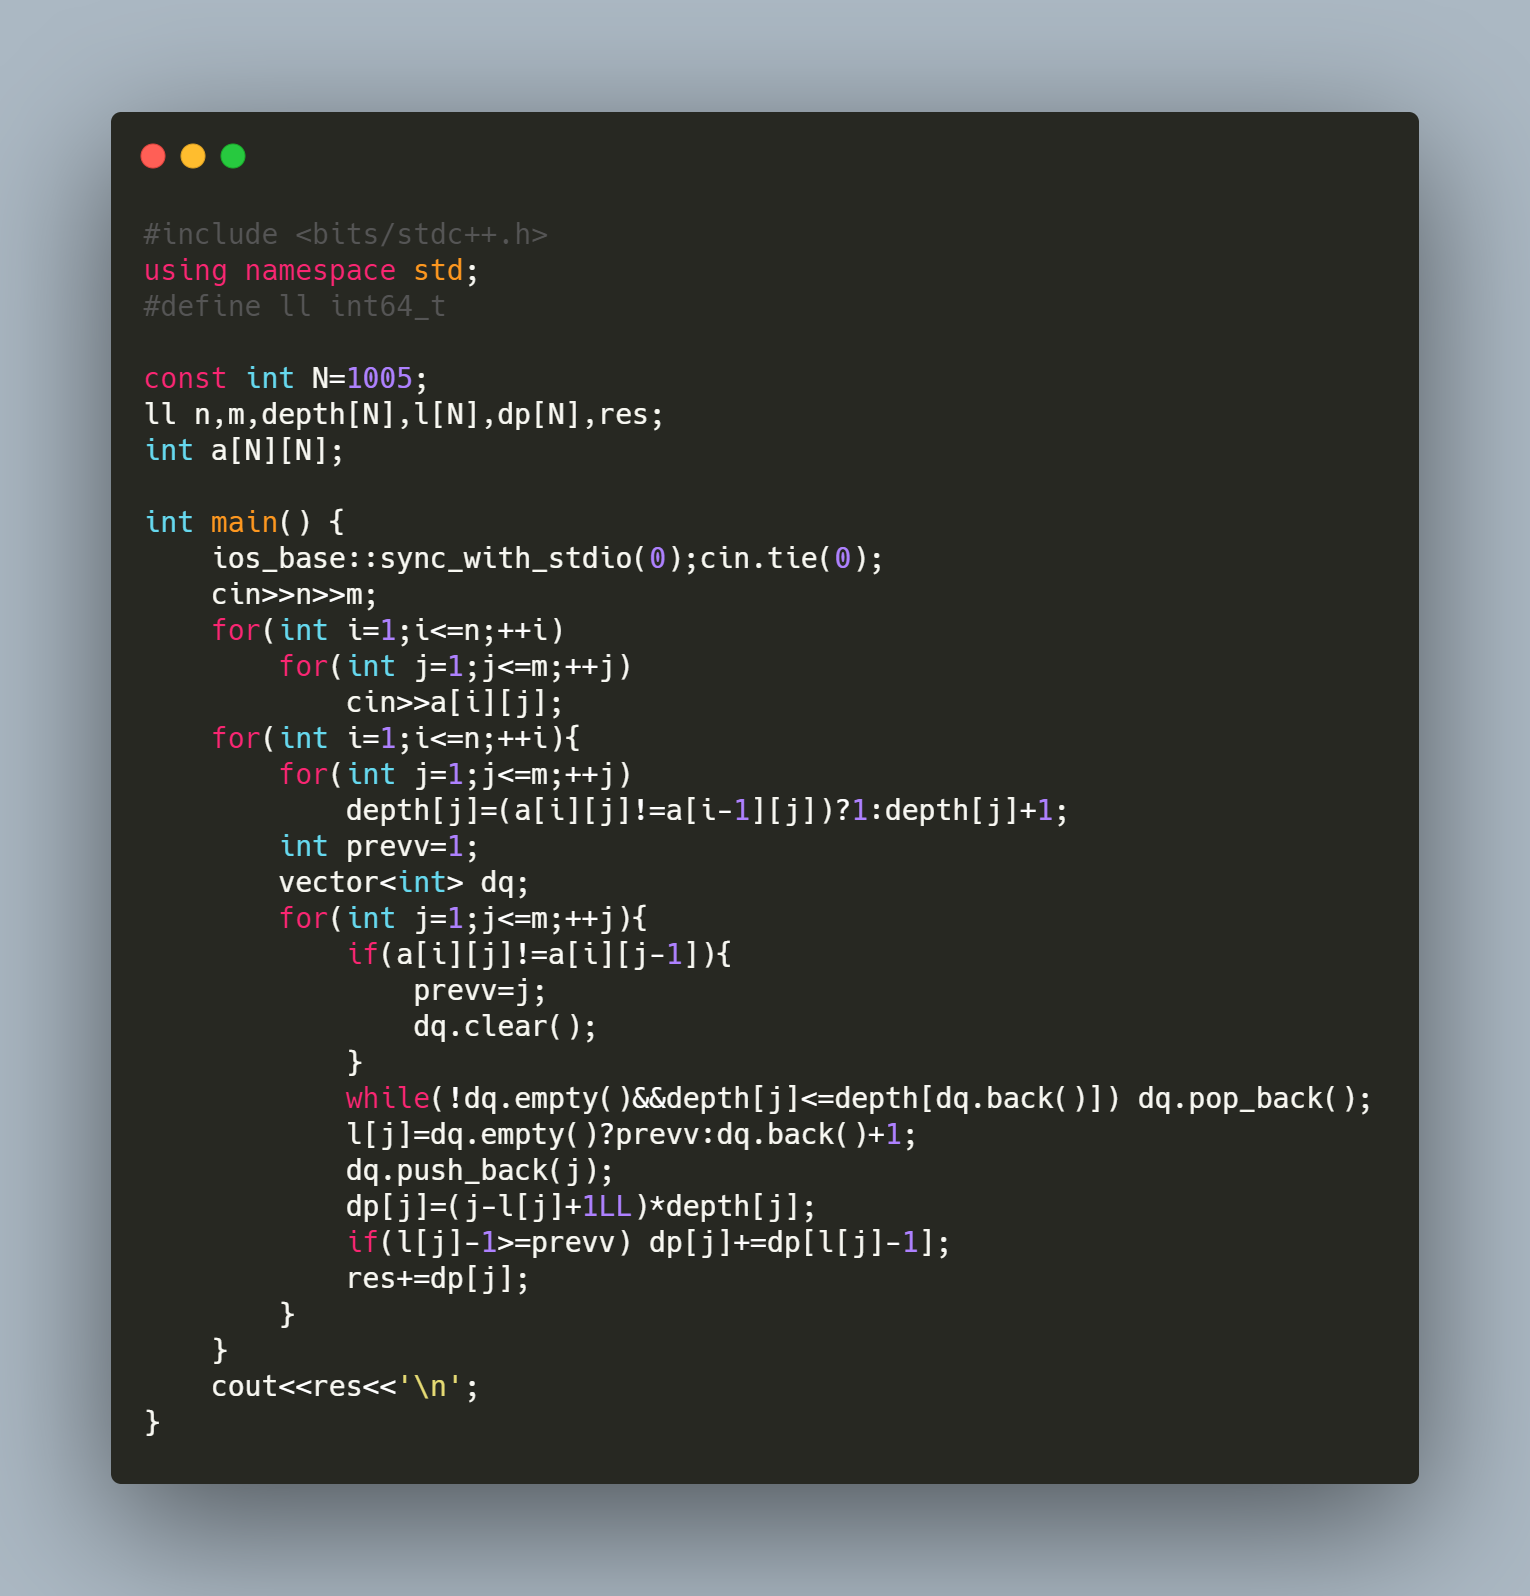 #include <bits/stdc++.h>
using namespace std;
#define ll int64_t

const int N=1005;
ll n,m,depth[N],l[N],dp[N],res;
int a[N][N];

int main() {
    ios_base::sync_with_stdio(0);cin.tie(0);
    cin>>n>>m;
    for(int i=1;i<=n;++i)
        for(int j=1;j<=m;++j)
            cin>>a[i][j];
    for(int i=1;i<=n;++i){
        for(int j=1;j<=m;++j)
            depth[j]=(a[i][j]!=a[i-1][j])?1:depth[j]+1;
        int prevv=1;
        vector<int> dq;
        for(int j=1;j<=m;++j){
            if(a[i][j]!=a[i][j-1]){
                prevv=j;
                dq.clear();
            }
            while(!dq.empty()&&depth[j]<=depth[dq.back()]) dq.pop_back();
            l[j]=dq.empty()?prevv:dq.back()+1;
            dq.push_back(j);
            dp[j]=(j-l[j]+1LL)*depth[j];
            if(l[j]-1>=prevv) dp[j]+=dp[l[j]-1];
            res+=dp[j];
        }
    }
    cout<<res<<'\n';
}